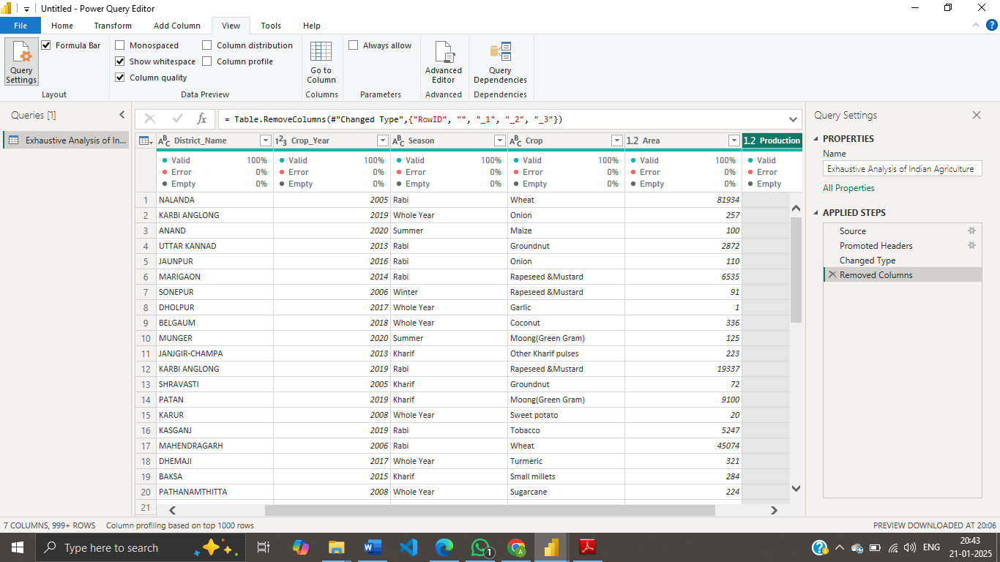 Untitled - Power Query Editor
File Home Transform Add Column View Tools Help
Query Settings
Formula Bar
Layout
Monospaced
Show whitespace
Column quality
Column distribution
Column profile
Data Preview
Go to Column
Columns
Always allow
Parameters
Advanced Editor
Advanced
Query Dependencies
Dependencies
Queries [1]
Exhaustive Analysis of In...
fx = Table.RemoveColumns(#"Changed Type",{"RowID", "", "_1", "_2", "_3"})
ABC District_Name 123 Crop_Year ABC Season ABC Crop 1.2 Area 1.2 Production
Valid 100% Valid 100% Valid 100% Valid 100% Valid 100% Valid
Error 0% Error 0% Error 0% Error 0% Error 0% Error
Empty 0% Empty 0% Empty 0% Empty 0% Empty 0% Empty
1 NALANDA 2005 Rabi Wheat 81934
2 KARBI ANGLONG 2019 Whole Year Onion 257
3 ANAND 2020 Summer Maize 100
4 UTTAR KANNAD 2013 Rabi Groundnut 2872
5 JAUNPUR 2016 Rabi Onion 110
6 MARIGAON 2014 Rabi Rapeseed &Mustard 6535
7 SONEPUR 2006 Winter Rapeseed &Mustard 91
8 DHOLPUR 2017 Whole Year Garlic 1
9 BELGAUM 2018 Whole Year Coconut 336
10 MUNGER 2020 Summer Moong(Green Gram) 125
11 JANJGIR-CHAMPA 2013 Kharif Other Kharif pulses 223
12 KARBI ANGLONG 2019 Rabi Rapeseed &Mustard 19337
13 SHRAVASTI 2005 Kharif Groundnut 72
14 PATAN 2019 Kharif Moong(Green Gram) 9100
15 KARUR 2008 Whole Year Sweet potato 20
16 KASGANJ 2019 Rabi Tobacco 5247
17 MAHENDRAGARH 2006 Rabi Wheat 45074
18 DHEMAJI 2017 Whole Year Turmeric 321
19 BAKSA 2015 Kharif Small millets 284
20 PATHANAMTHITTA 2008 Whole Year Sugarcane 224
21
Query Settings
PROPERTIES
Name
Exhaustive Analysis of Indian Agriculture
All Properties
APPLIED STEPS
Source
Promoted Headers
Changed Type
Removed Columns
7 COLUMNS, 999+ ROWS Column profiling based on top 1000 rows PREVIEW DOWNLOADED AT 20:06
Type here to search
1
A
ENG
20:43
21-01-2025